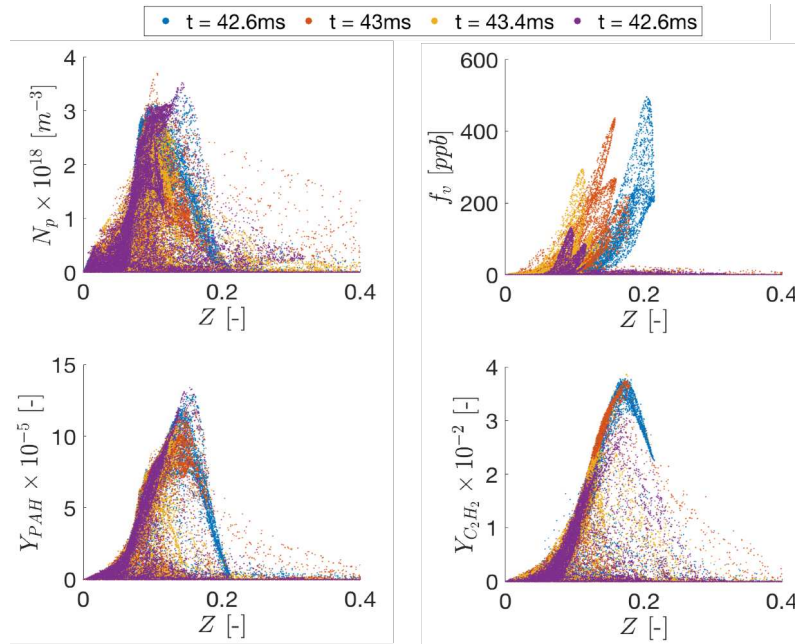 t = 42.6ms t = 43ms t = 43.4ms t = 42.6ms
N_p × 10^18 [m^−3]
3
2
1
0
0 0.2 0.4
Z [-]
f_v [ppb]
600
400
200
0
0 0.2 0.4
Z [-]
Y_PAH × 10^−5 [-]
15
10
5
0
0 0.2 0.4
Z [-]
Y_C_2H_2 × 10^−2 [-]
4
3
2
1
0
0 0.2 0.4
Z [-]